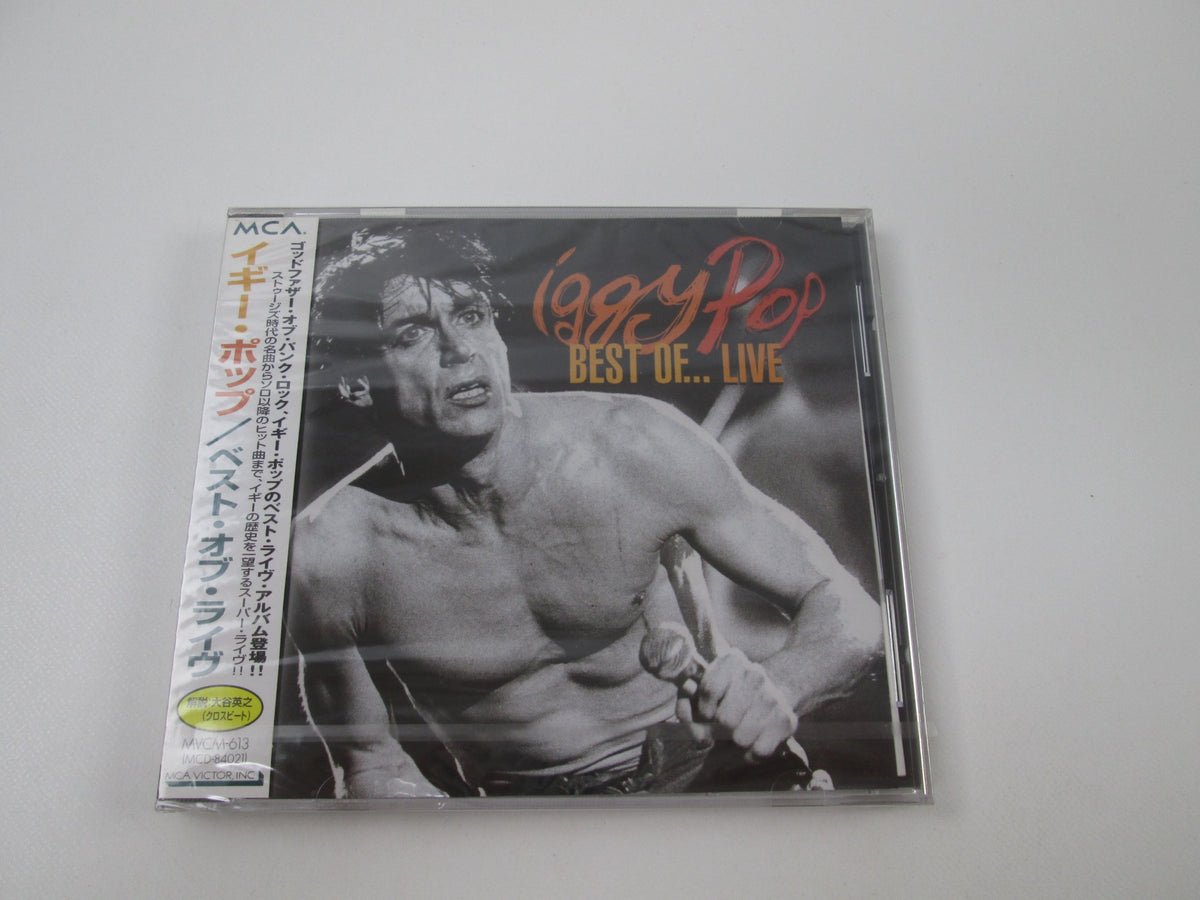 MCA.
イギー・ポップ/ベスト・オブ・ライヴ
ゴッドファザー・オブ・パンク・ロック、イギー・ポップのベスト・ライヴ・アルバム登場!!
ストゥージズ時代の名曲からソロ以降のヒット曲まで、イギーの歴史を一望するスーパー・ライヴ!!
解説:大谷英之
(クロスビート)
MVCM-613
(MCD-84021)
MCA VICTOR, INC.
iggy Pop
BEST OF... LIVE